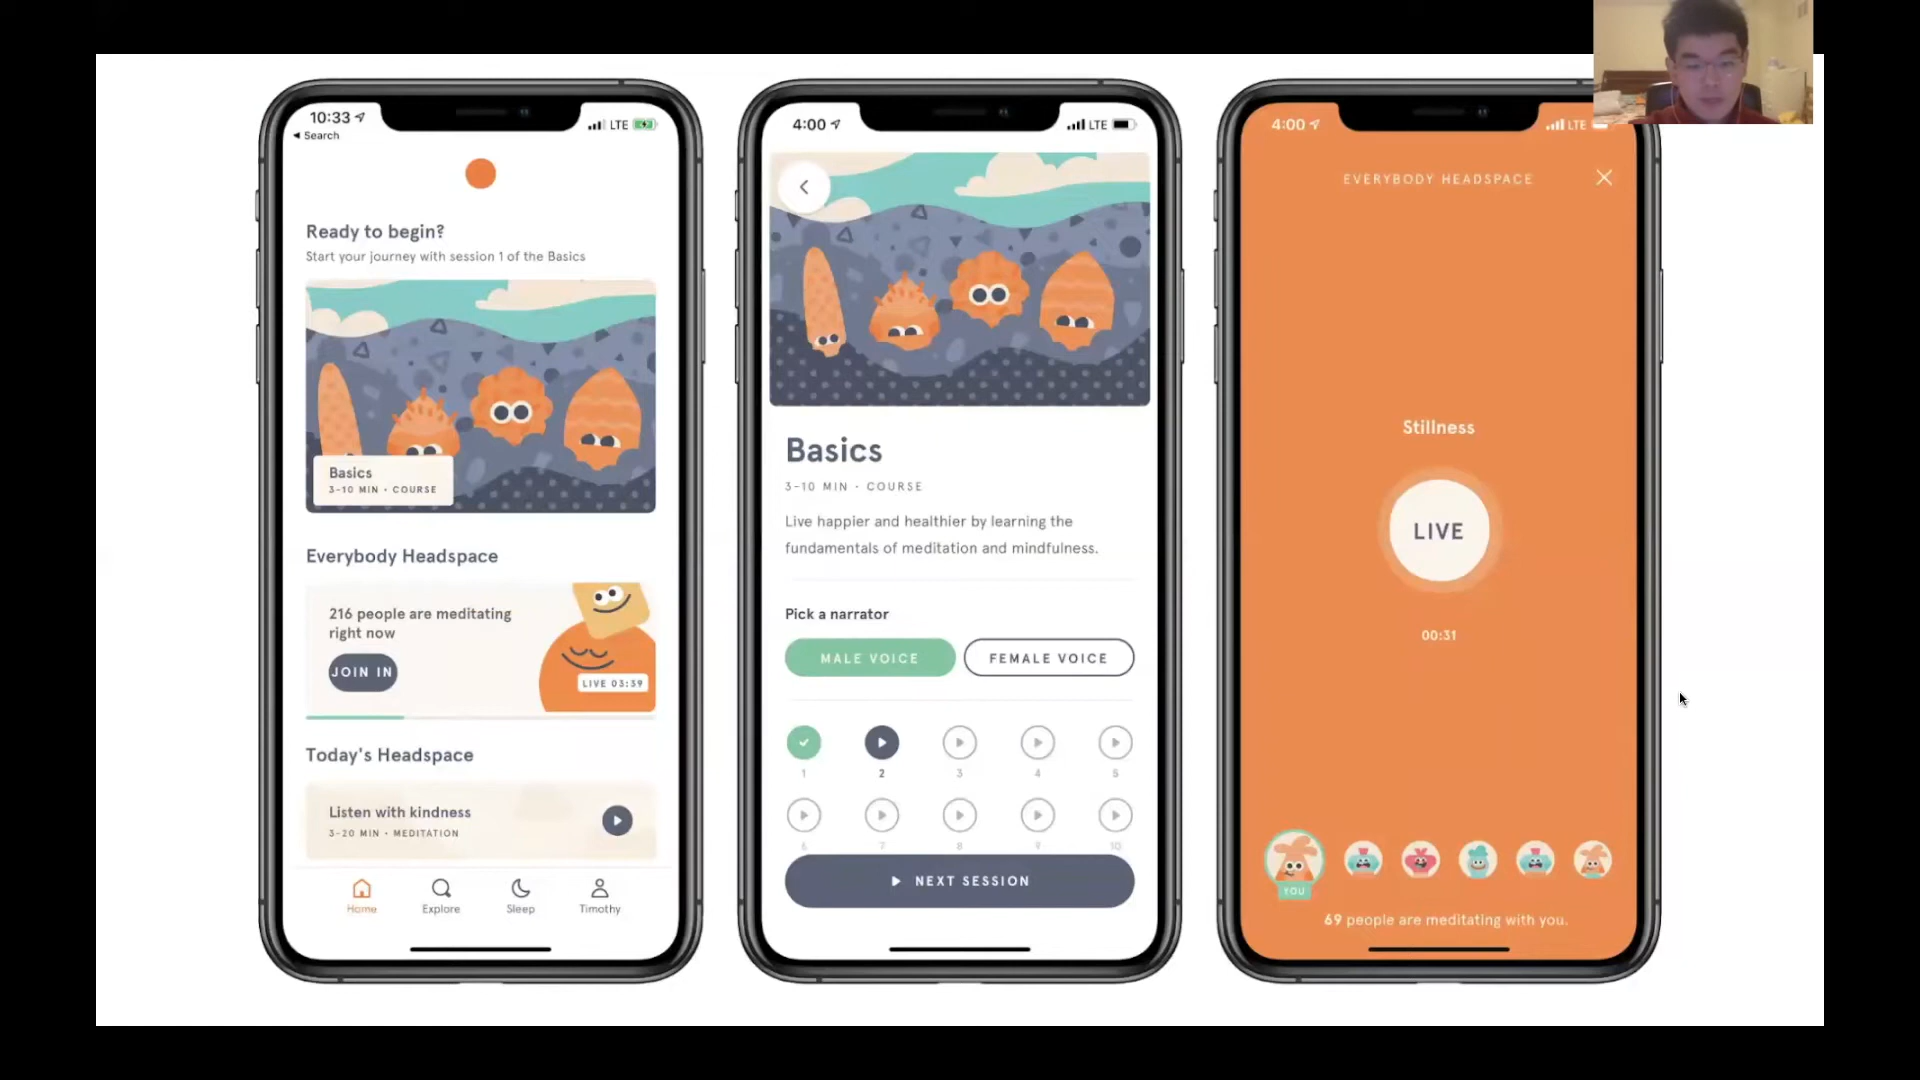 10:33
LTE
Search
Ready to begin?
Start your journey with session 1 of the Basics
Basics
3-10 MIN • COURSE
Everybody Headspace
216 people are meditating
right now
JOIN IN
LIVE 03:39
Today's Headspace
Listen with kindness
3-20 MIN • MEDITATION
Home
Explore
Sleep
Timothy
4:00
LTE
Basics
3-10 MIN • COURSE
Live happier and healthier by learning the
fundamentals of meditation and mindfulness.
Pick a narrator
MALE VOICE
FEMALE VOICE
1 2 3 4 5
6 7 8 9 10
NEXT SESSION
4:00
LTE
EVERYBODY HEADSPACE
Stillness
LIVE
00:31
YOU
69 people are meditating with you.